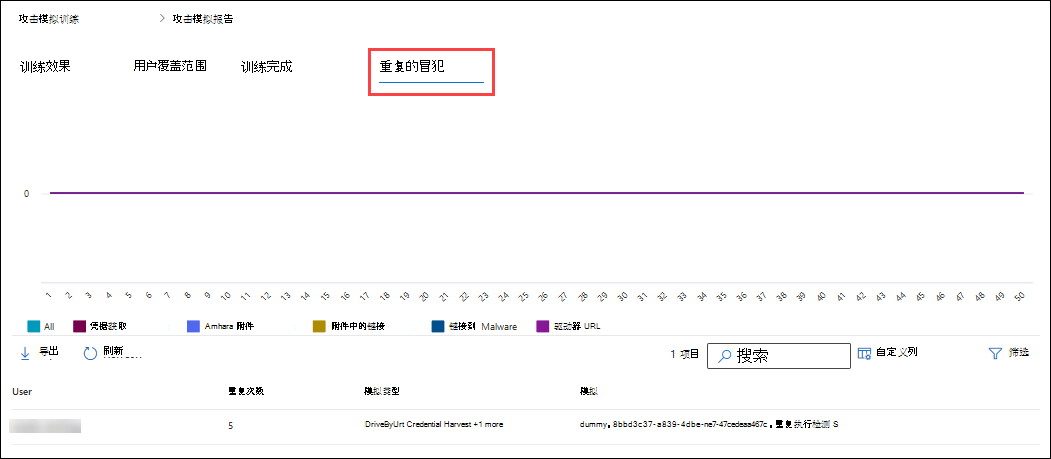 攻击模拟训练 > 攻击模拟报告
训练效果 用户覆盖范围 训练完成 重复的冒犯
0
1 2 3 4 5 6 7 8 9 10 11 12 13 14 15 16 17 18 19 20 21 22 23 24 25 26 27 28 29 30 31 32 33 34 35 36 37 38 39 40 41 42 43 44 45 46 47 48 49 50
All 凭据获取 Amhara 附件 附件中的链接 链接到 Malware 驱动器 URL
导出 刷新 1 项目 搜索 自定义列 筛选
User 重复次数 模拟类型 模拟
5 DriveByUrt Credential Harvest +1 more dummy，8bbd3c37-a839-4dbe-ne7-47cedeaa467c，重复执行检测 S